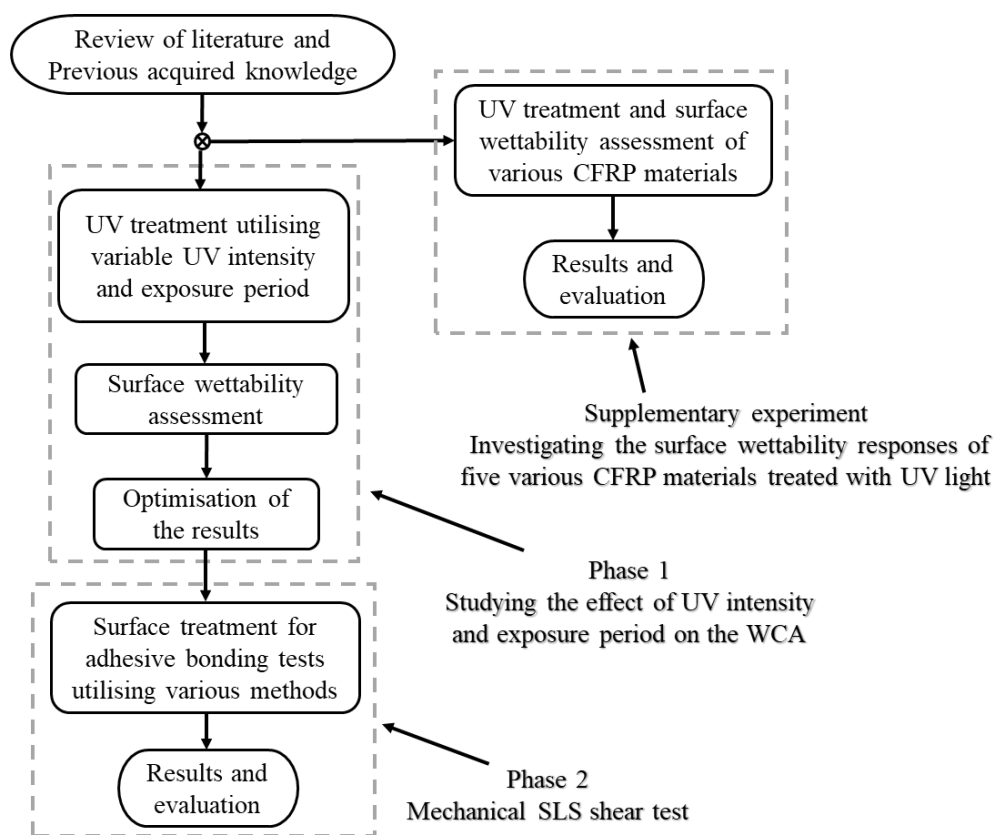 Review of literature and
Previous acquired knowledge
UV treatment and surface
wettability assessment of
various CFRP materials
UV treatment utilising
variable UV intensity
and exposure period
Results and
evaluation
Surface wettability
assessment
Supplementary experiment
Investigating the surface wettability responses of
five various CFRP materials treated with UV light
Optimisation of
the results
Phase 1
Studying the effect of UV intensity
and exposure period on the WCA
Surface treatment for
adhesive bonding tests
utilising various methods
Results and
evaluation
Phase 2
Mechanical SLS shear test